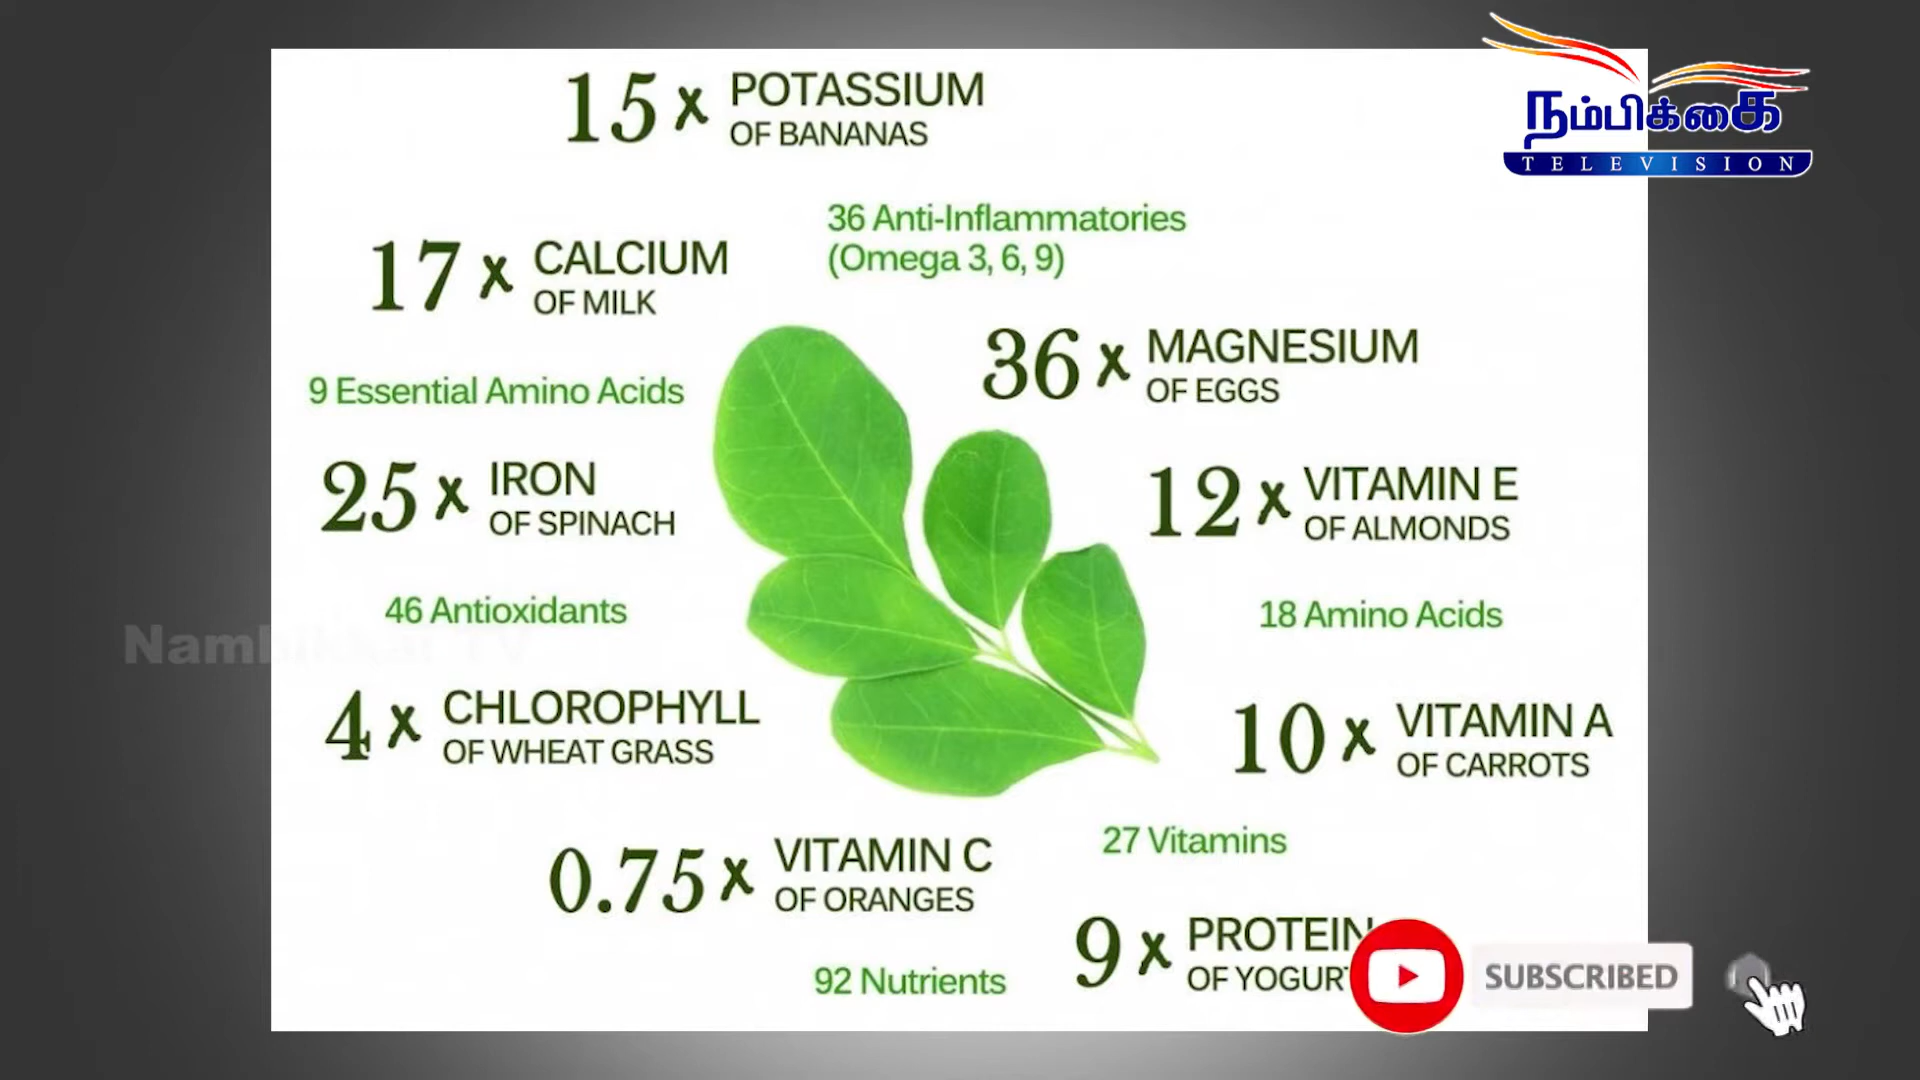 15 x POTASSIUM
OF BANANAS
நம்பிக்கை
TELEVISION
36 Anti-Inflammatories
(Omega 3, 6, 9)
17 x CALCIUM
OF MILK
36 x MAGNESIUM
OF EGGS
9 Essential Amino Acids
25 x IRON
OF SPINACH
12 x VITAMIN E
OF ALMONDS
46 Antioxidants
18 Amino Acids
Nambikkai TV
4 x CHLOROPHYLL
OF WHEAT GRASS
10 x VITAMIN A
OF CARROTS
27 Vitamins
0.75 x VITAMIN C
OF ORANGES
9 x PROTEIN
OF YOGURT
92 Nutrients
SUBSCRIBED